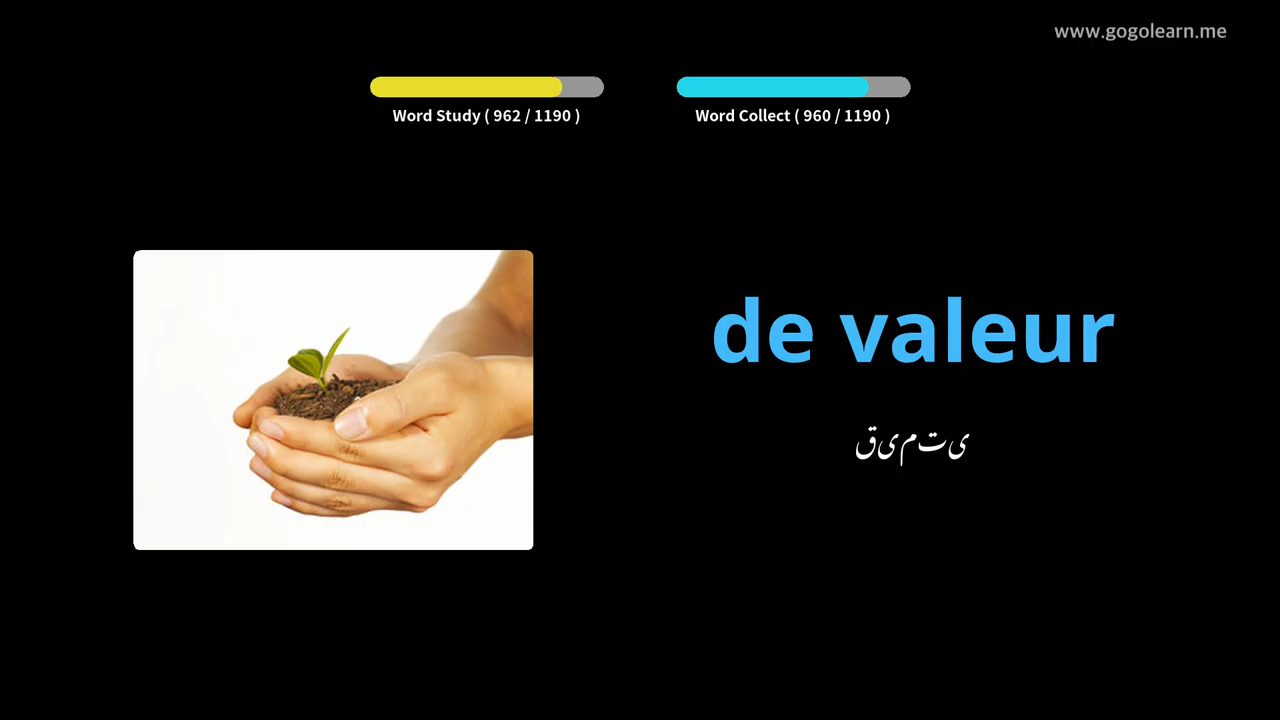 www.gogolearn.me
Word Study ( 962 / 1190 )
Word Collect ( 960 / 1190 )
de valeur
قیمتی